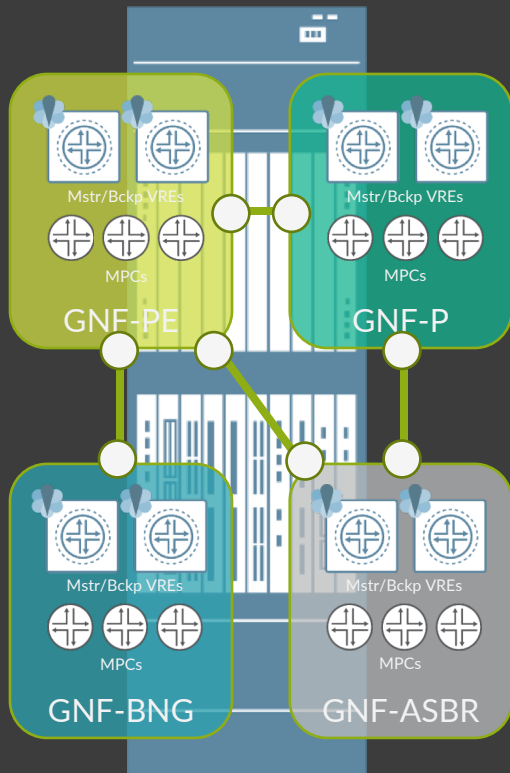 Mstr/Bckp VREs
MPCs
GNF-PE
Mstr/Bckp VREs
MPCs
GNF-P
Mstr/Bckp VREs
MPCs
GNF-BNG
Mstr/Bckp VREs
MPCs
GNF-ASBR